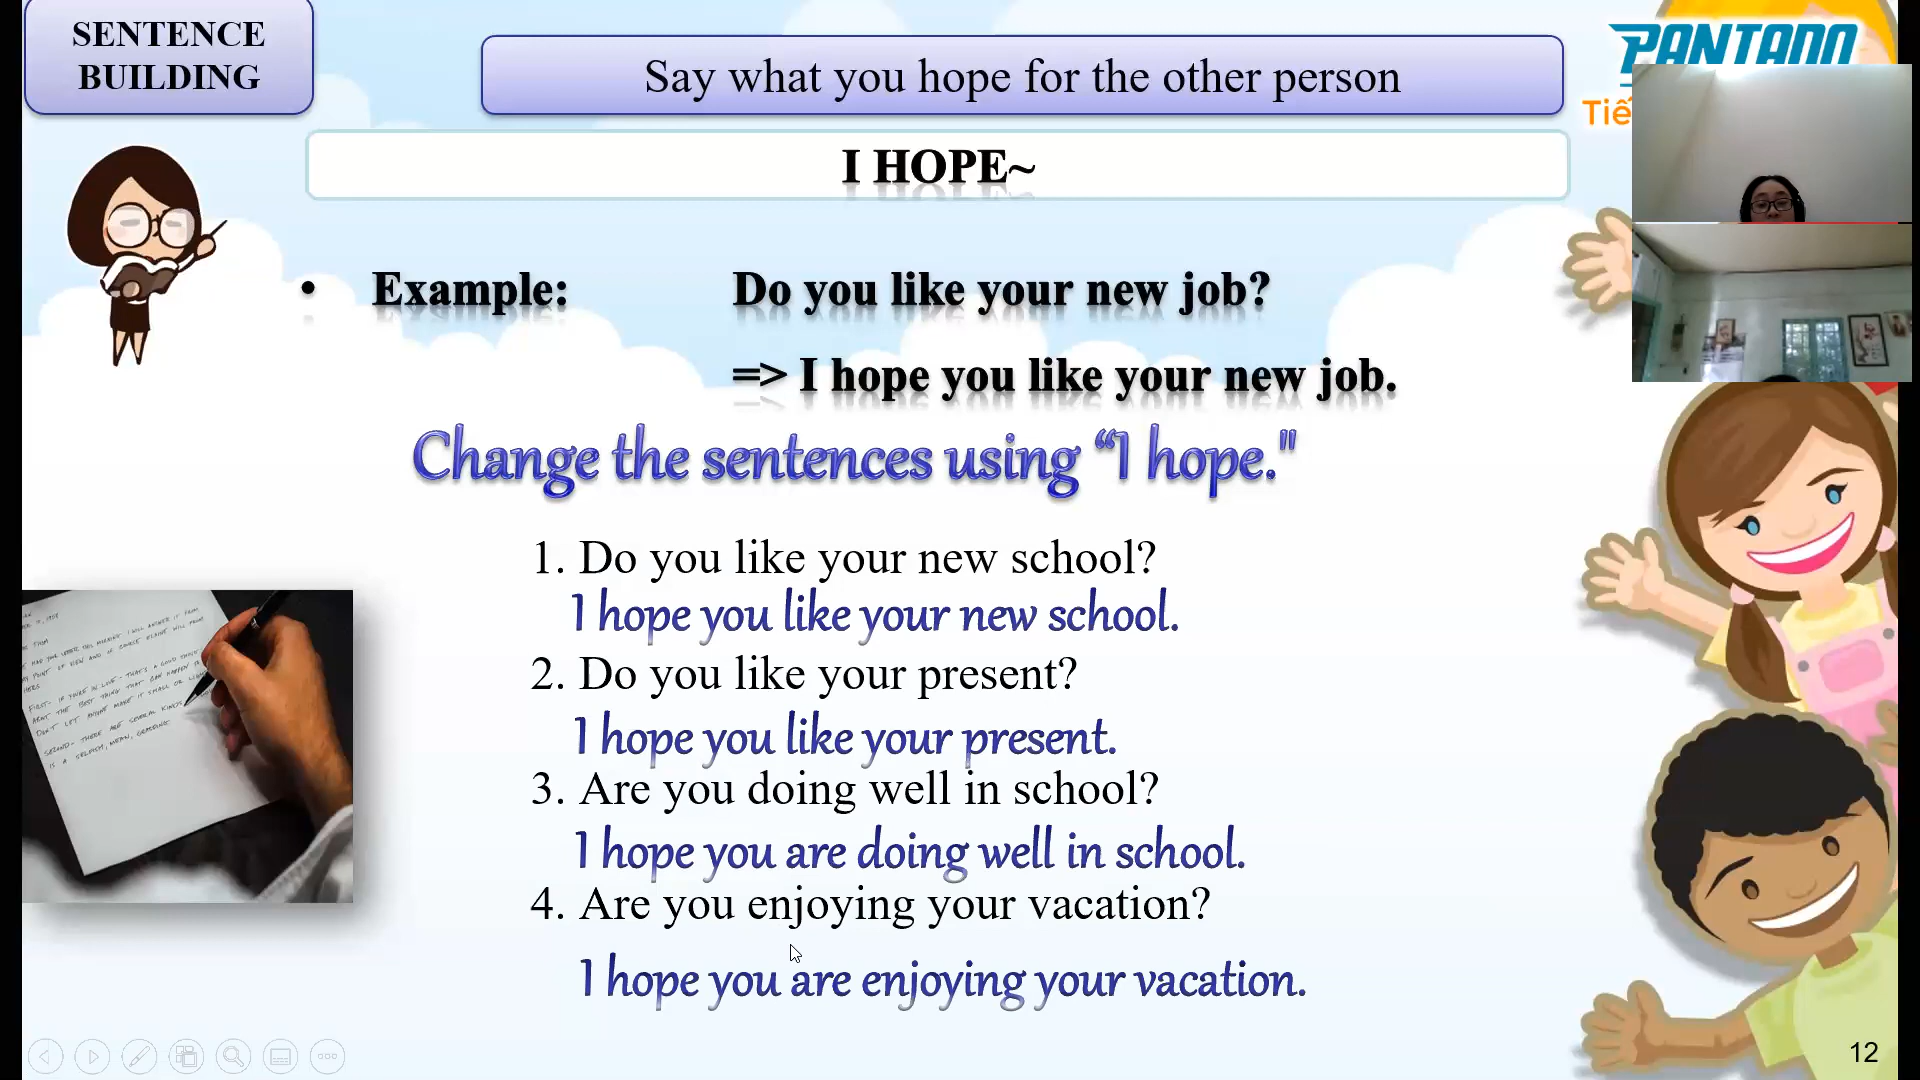 SENTENCE
BUILDING
Say what you hope for the other person
PANTADO
Tiế
I HOPE~
• Example: Do you like your new job?
=> I hope you like your new job.
Change the sentences using “I hope."
1. Do you like your new school?
I hope you like your new school.
2. Do you like your present?
I hope you like your present.
3. Are you doing well in school?
I hope you are doing well in school.
4. Are you enjoying your vacation?
I hope you are enjoying your vacation.
12